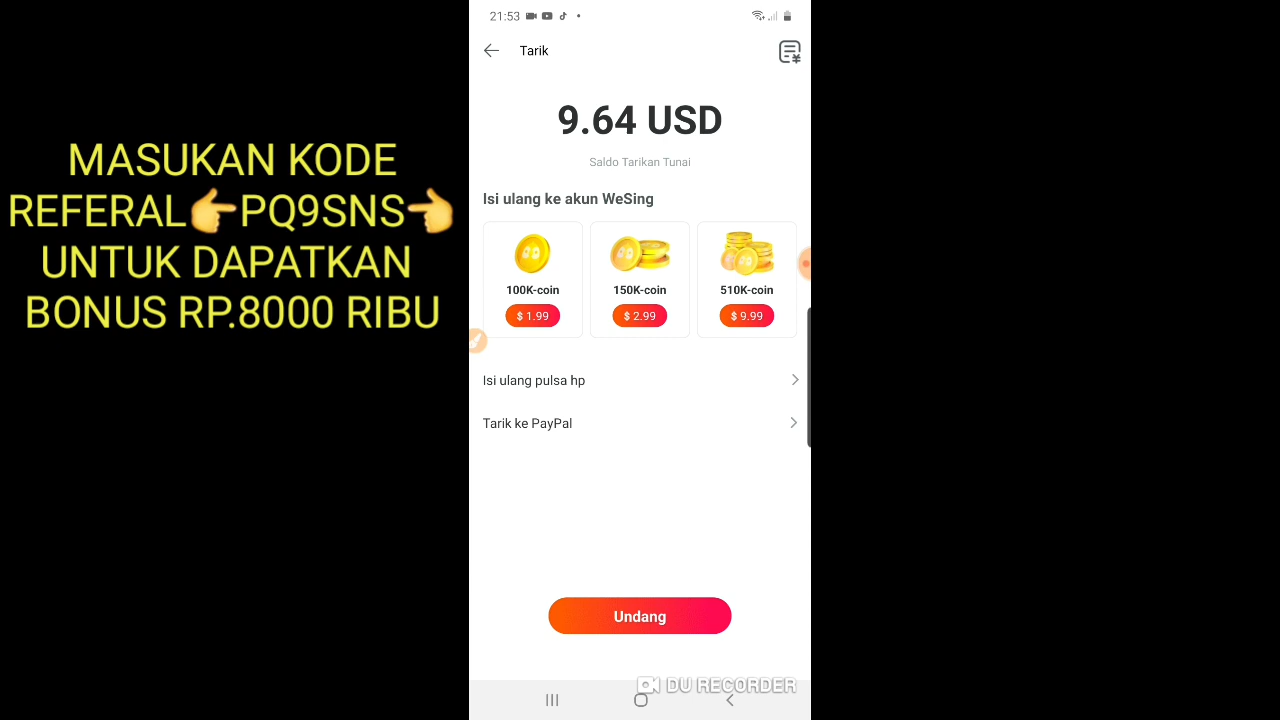 MASUKAN KODE
REFERAL👉PQ9SNS👈
UNTUK DAPATKAN
BONUS RP.8000 RIBU
21:53
Tarik
9.64 USD
Saldo Tarikan Tunai
Isi ulang ke akun WeSing
100K-coin
150K-coin
510K-coin
$ 1.99
$ 2.99
$ 9.99
Isi ulang pulsa hp
Tarik ke PayPal
Undang
DU RECORDER